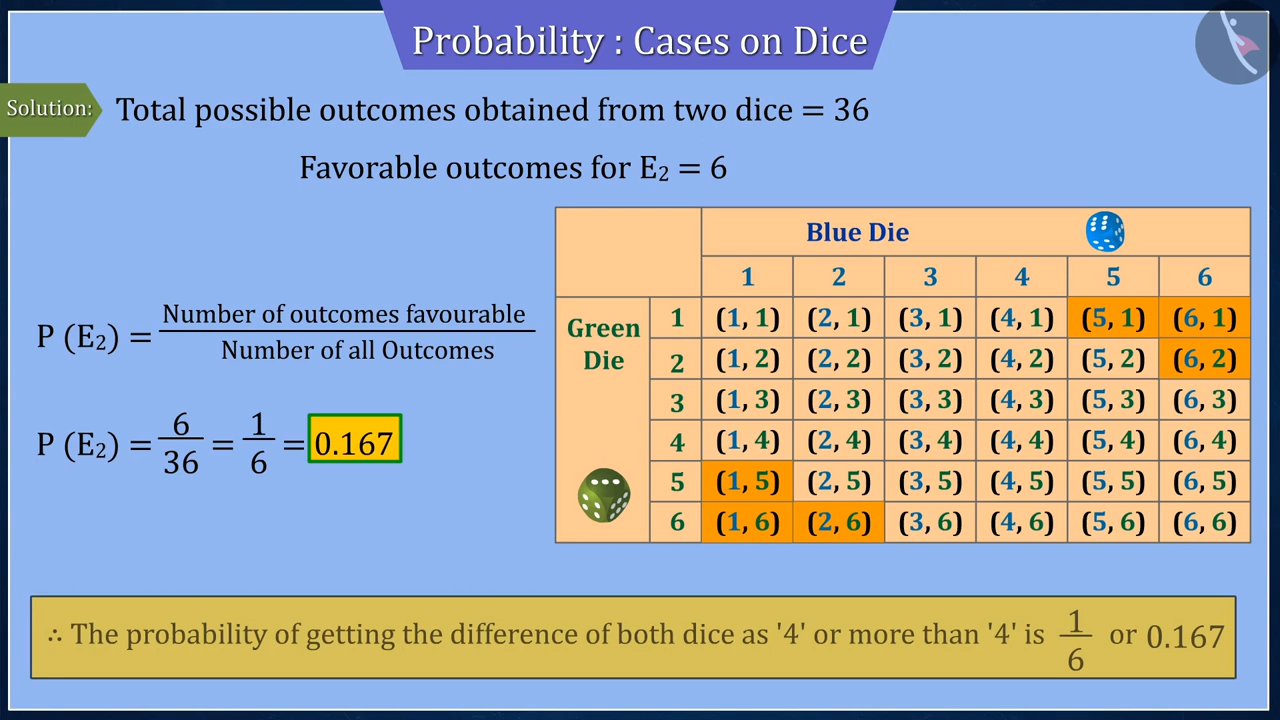 Probability : Cases on Dice
Solution:
Total possible outcomes obtained from two dice = 36
Favorable outcomes for E₂ = 6
P (E₂) = Number of outcomes favourable / Number of all Outcomes
P (E₂) = 6/36 = 1/6 = 0.167
Blue Die
1 2 3 4 5 6
Green Die
1 (1, 1) (2, 1) (3, 1) (4, 1) (5, 1) (6, 1)
2 (1, 2) (2, 2) (3, 2) (4, 2) (5, 2) (6, 2)
3 (1, 3) (2, 3) (3, 3) (4, 3) (5, 3) (6, 3)
4 (1, 4) (2, 4) (3, 4) (4, 4) (5, 4) (6, 4)
5 (1, 5) (2, 5) (3, 5) (4, 5) (5, 5) (6, 5)
6 (1, 6) (2, 6) (3, 6) (4, 6) (5, 6) (6, 6)
∴ The probability of getting the difference of both dice as '4' or more than '4' is 1/6 or 0.167